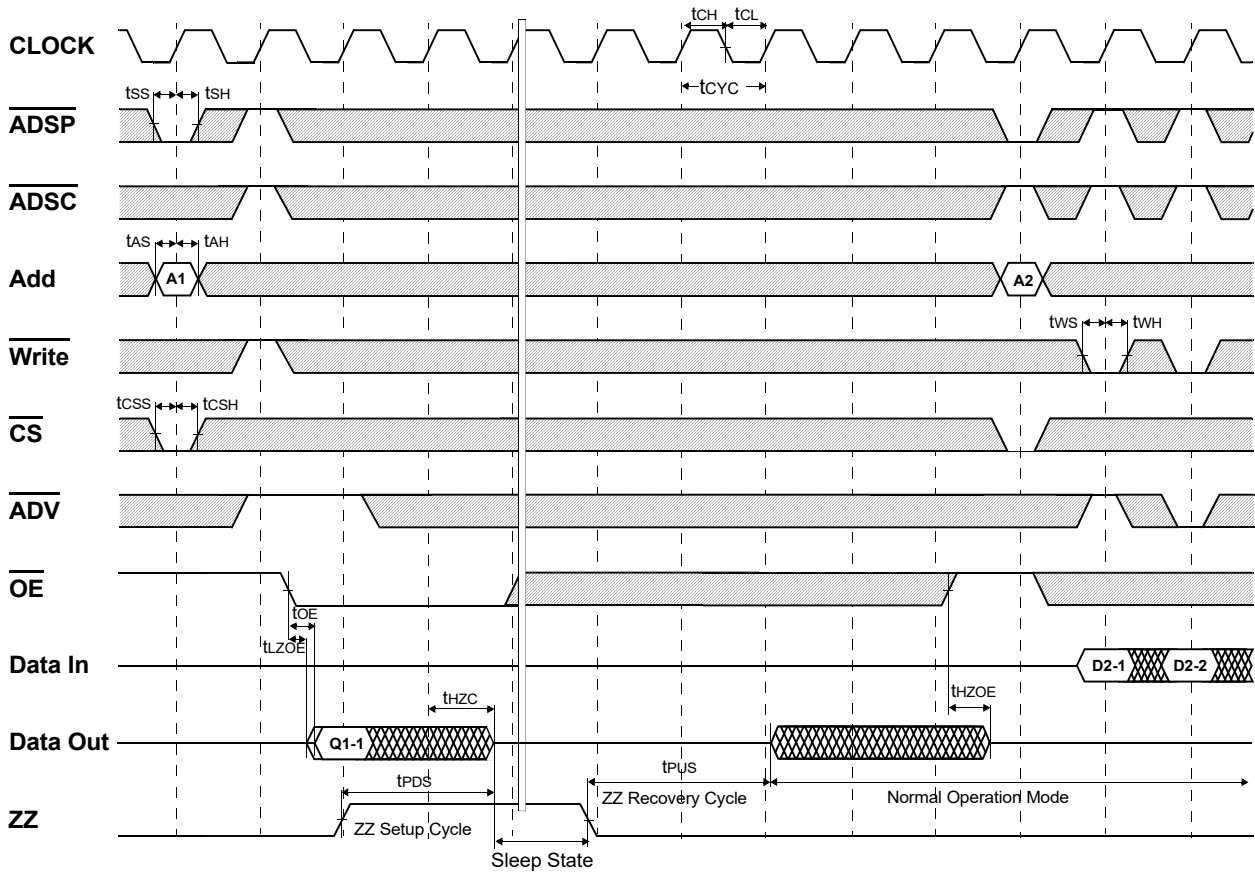 tCH tCL
CLOCK
tSS tSH
tCYC
ADSP
ADSC
tAS tAH
Add
A1
A2
tWS tWH
Write
tCSS tCSH
CS
ADV
OE
tOE
tLZOE
Data In
D2-1 D2-2
tHZC
tHZOE
Data Out
Q1-1
tPUS
tPDS
ZZ Recovery Cycle
Normal Operation Mode
ZZ
ZZ Setup Cycle
Sleep State